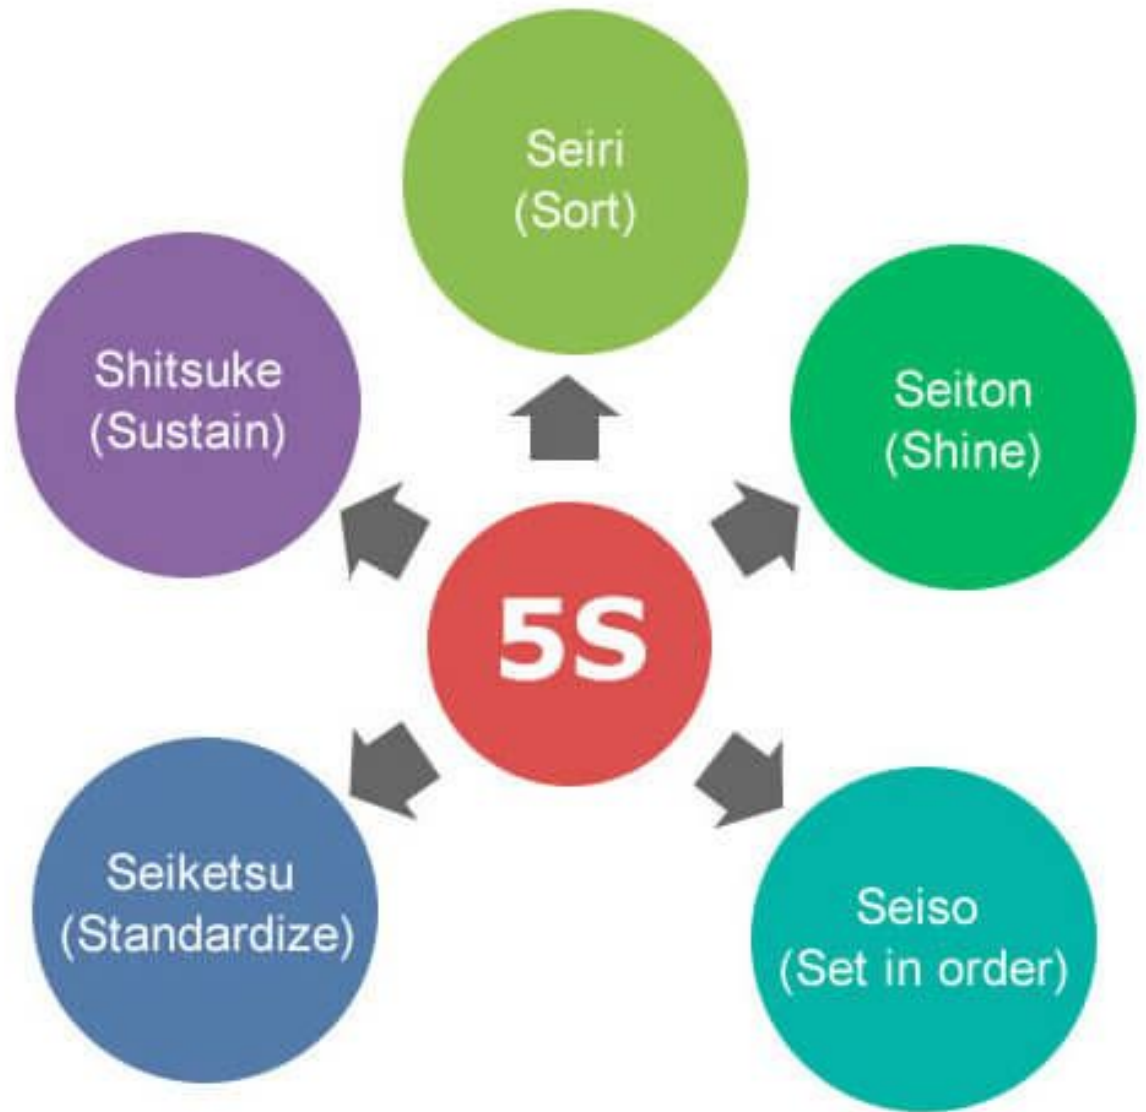 Seiri
(Sort)
Shitsuke
(Sustain)
Seiton
(Shine)
5S
Seiketsu
(Standardize)
Seiso
(Set in order)